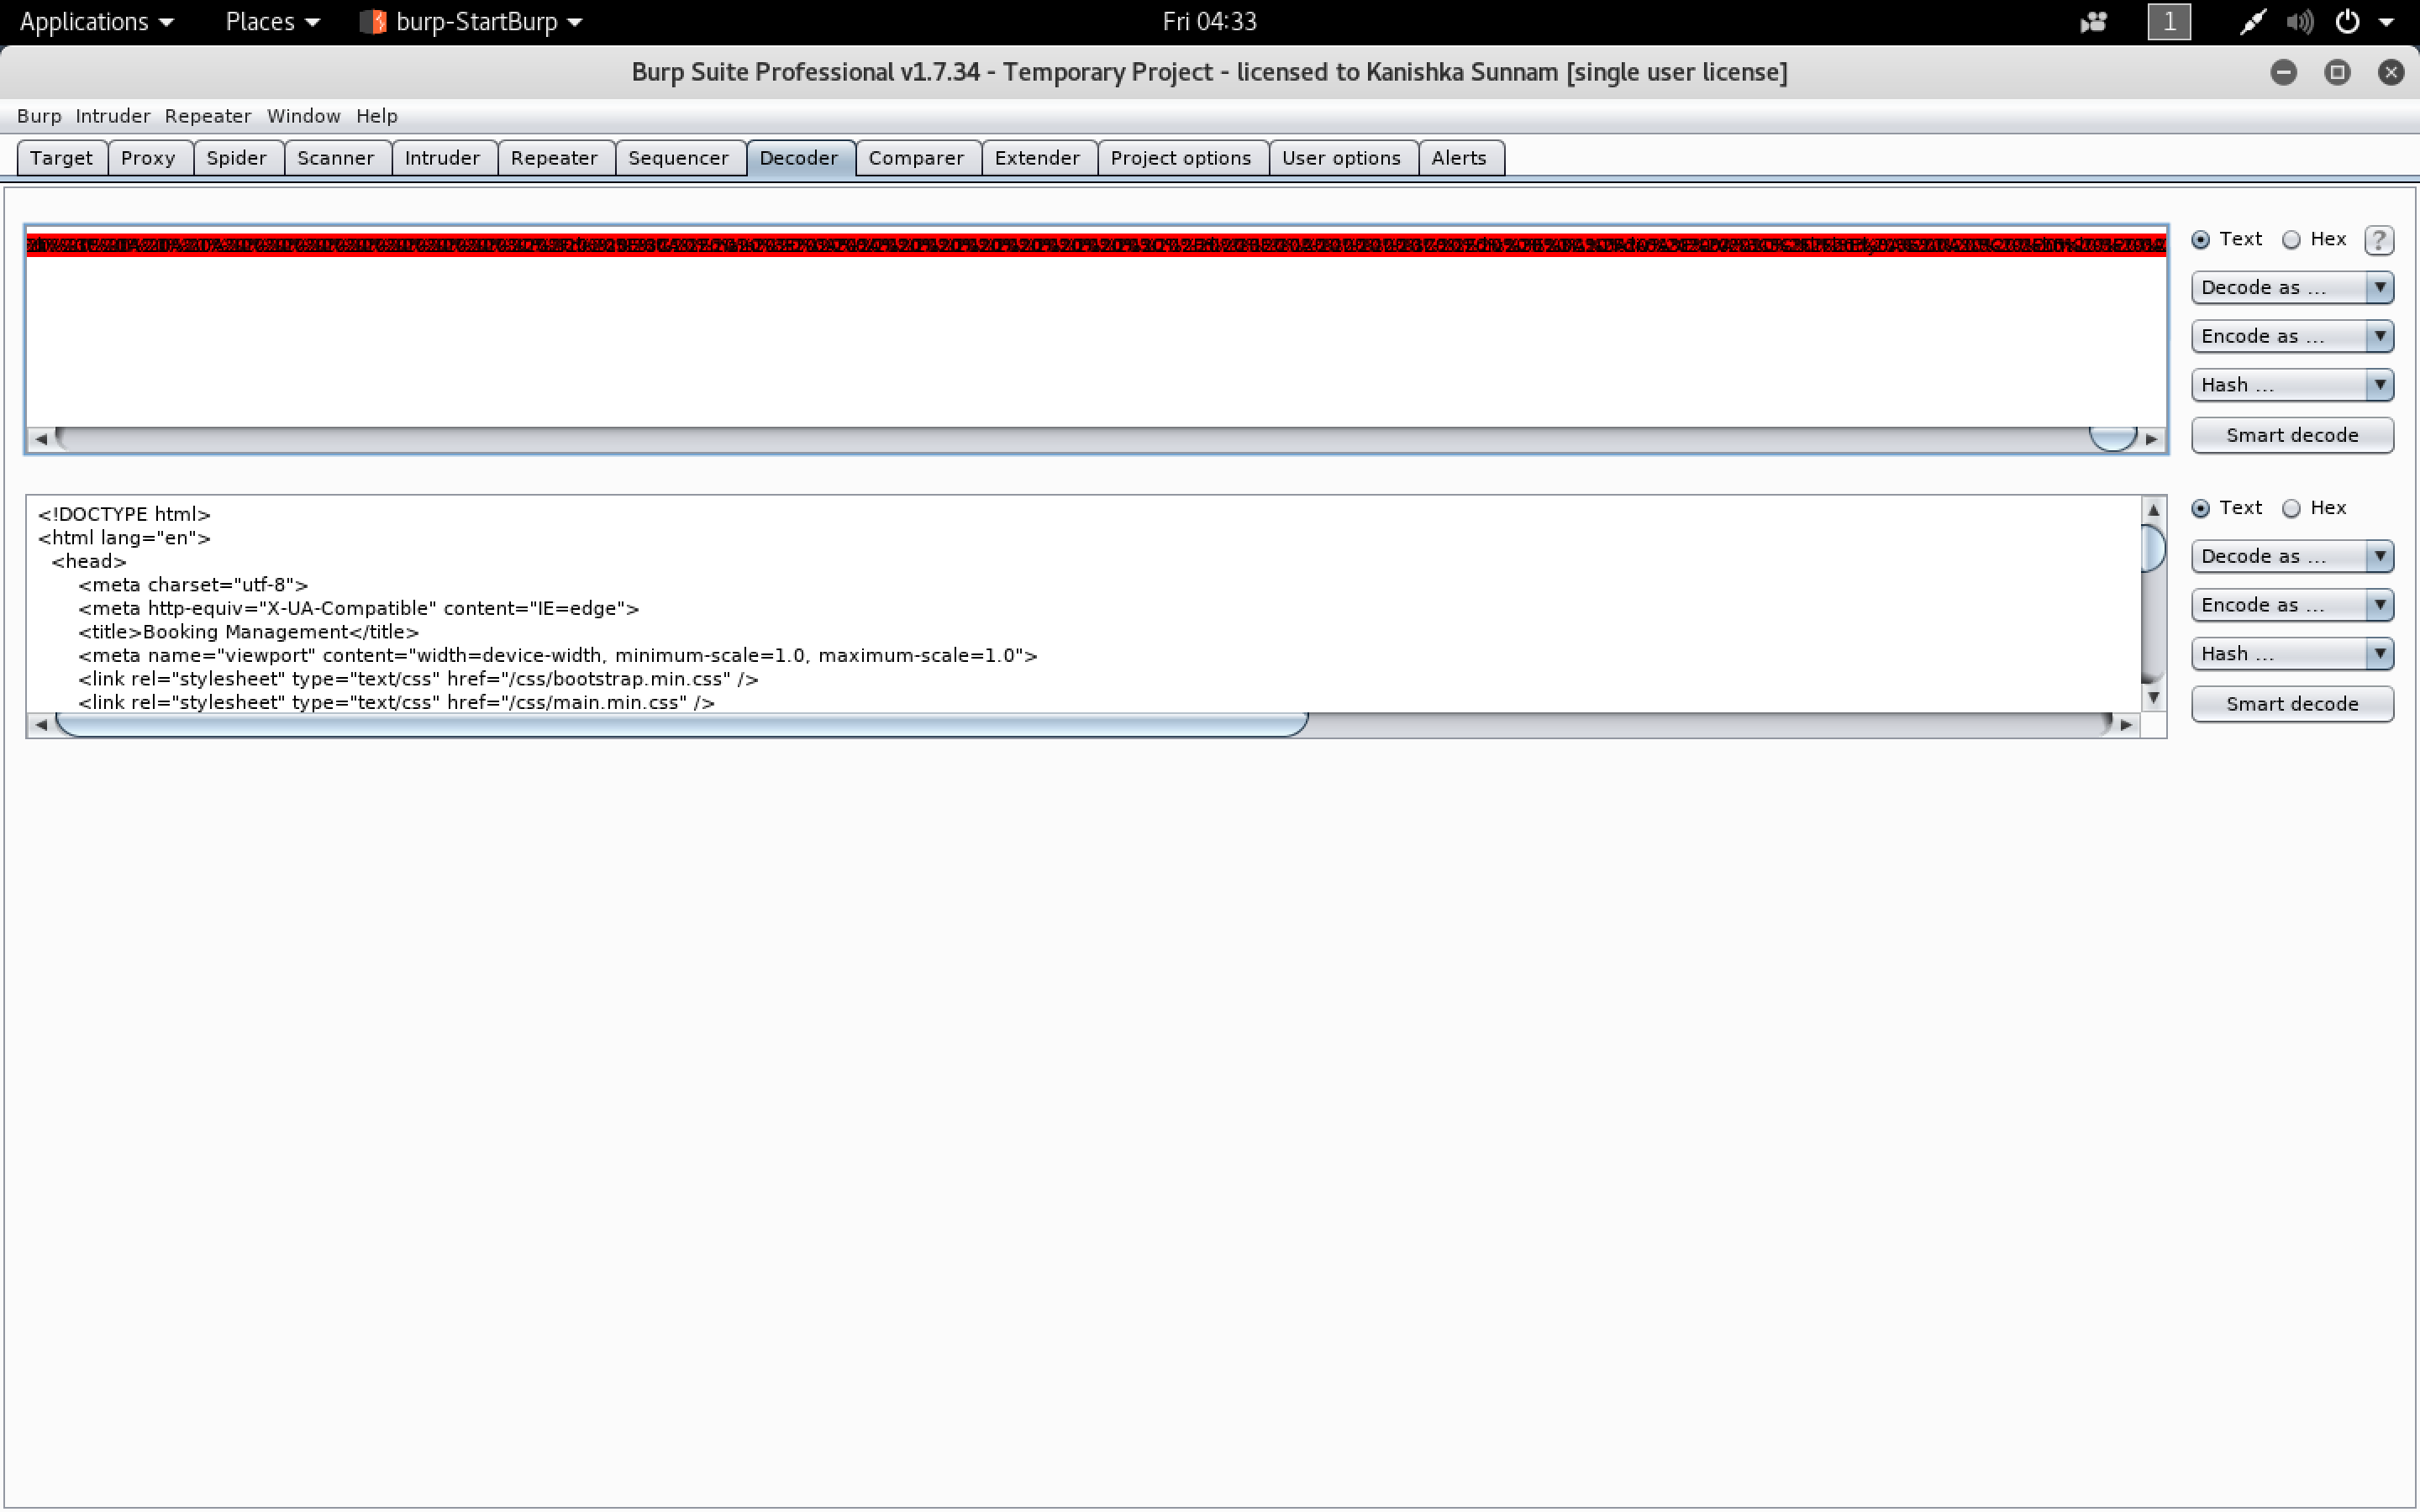 Applications Places burp-StartBurp Fri 04:33 1
Burp Suite Professional v1.7.34 - Temporary Project - licensed to Kanishka Sunnam [single user license]
Burp Intruder Repeater Window Help
Target Proxy Spider Scanner Intruder Repeater Sequencer Decoder Comparer Extender Project options User options Alerts
Text Hex ?
Decode as ...
Encode as ...
Hash ...
Smart decode
<!DOCTYPE html>
<html lang="en">
<head>
<meta charset="utf-8">
<meta http-equiv="X-UA-Compatible" content="IE=edge">
<title>Booking Management</title>
<meta name="viewport" content="width=device-width, minimum-scale=1.0, maximum-scale=1.0">
<link rel="stylesheet" type="text/css" href="/css/bootstrap.min.css" />
<link rel="stylesheet" type="text/css" href="/css/main.min.css" />
Text Hex
Decode as ...
Encode as ...
Hash ...
Smart decode